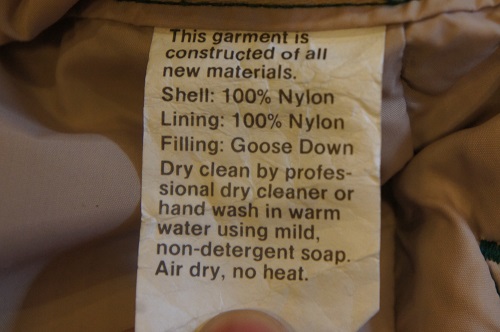 This garment is
constructed of all
new materials.
Shell: 100% Nylon
Lining: 100% Nylon
Filling: Goose Down
Dry clean by profes-
sional dry cleaner or
hand wash in warm
water using mild,
non-detergent soap.
Air dry, no heat.